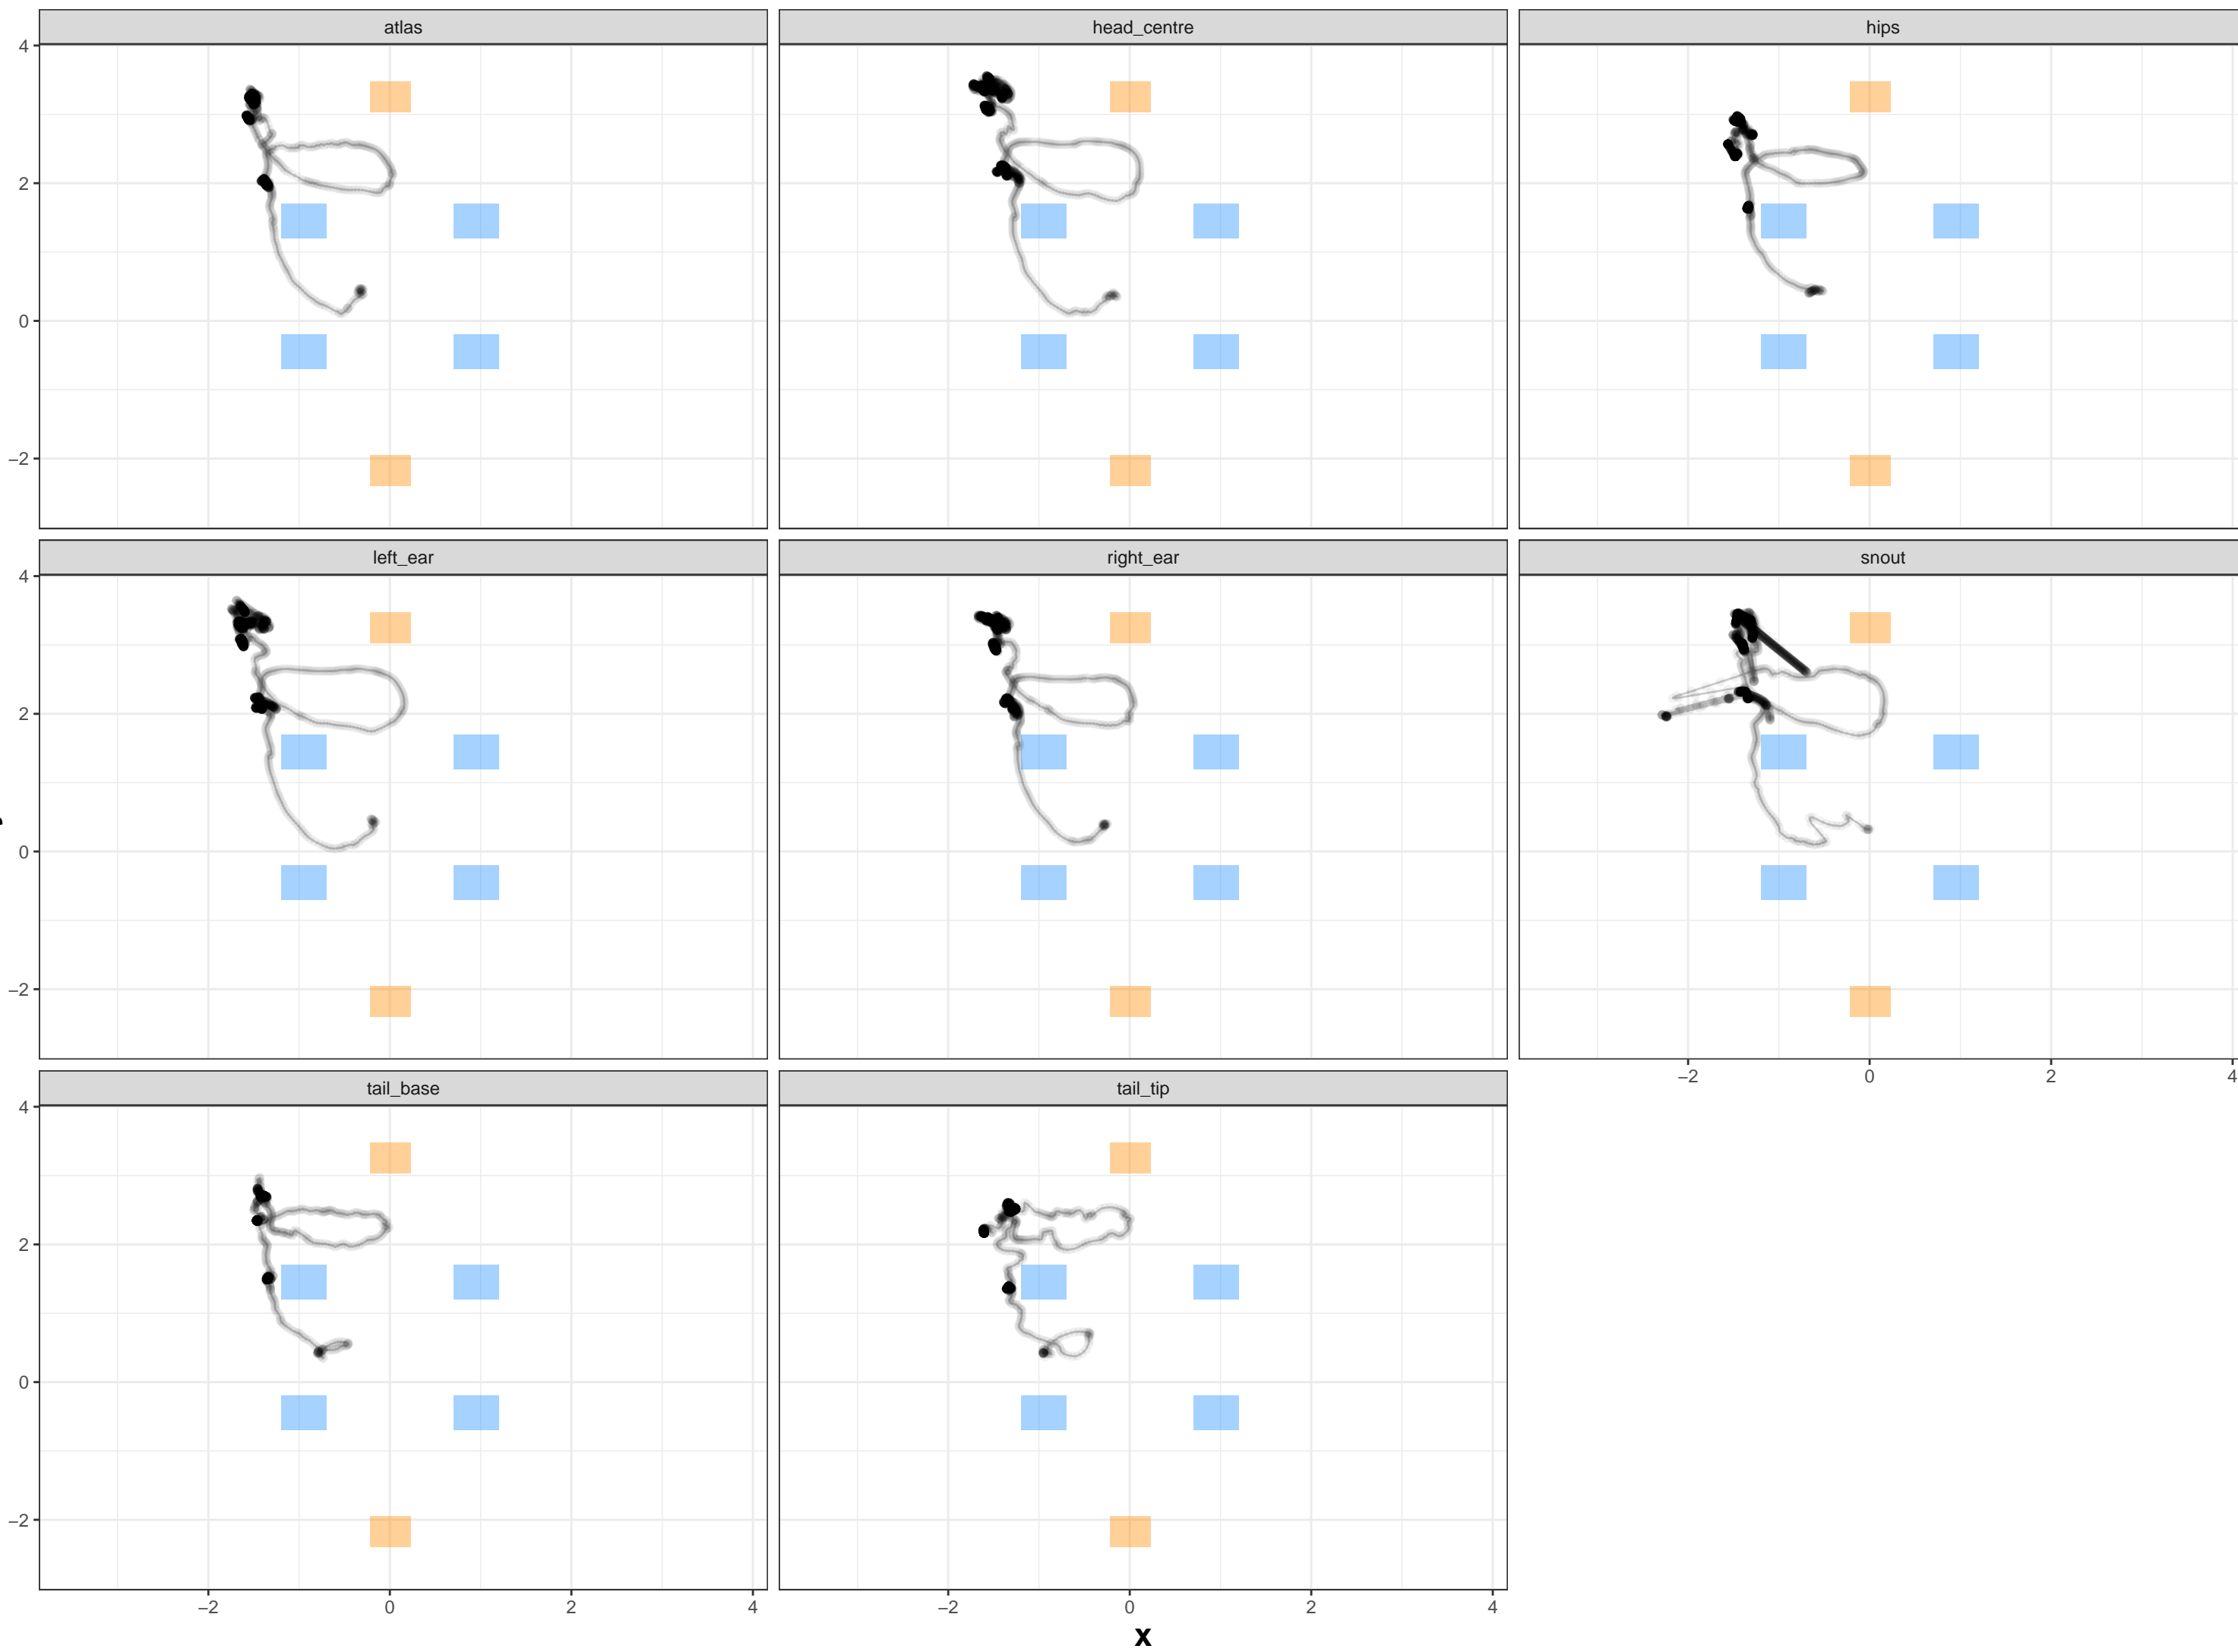 atlas head_centre hips
4
2
0
−2
left_ear right_ear snout
4
2
0
−2
−2 0 2 4
tail_base tail_tip
4
2
0
−2
−2 0 2 4 −2 0 2 4
x